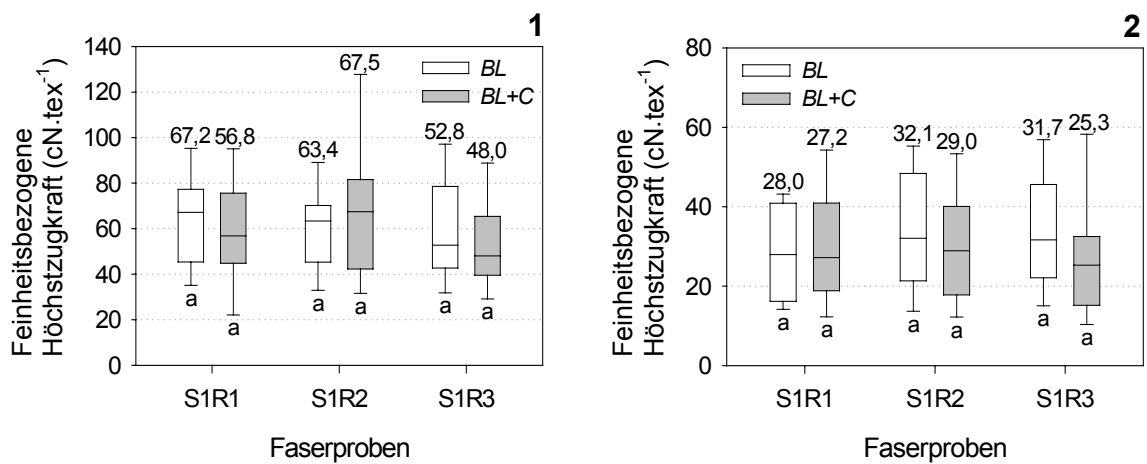 1
Feinheitsbezogene
Höchstzugkraft (cN·tex⁻¹)
140
120
100
80
60
40
20
0
BL
BL+C
67,2
56,8
63,4
67,5
52,8
48,0
a
a
a
a
a
a
S1R1
S1R2
S1R3
Faserproben
2
Feinheitsbezogene
Höchstzugkraft (cN·tex⁻¹)
80
60
40
20
0
BL
BL+C
28,0
27,2
32,1
29,0
31,7
25,3
a
a
a
a
a
a
S1R1
S1R2
S1R3
Faserproben